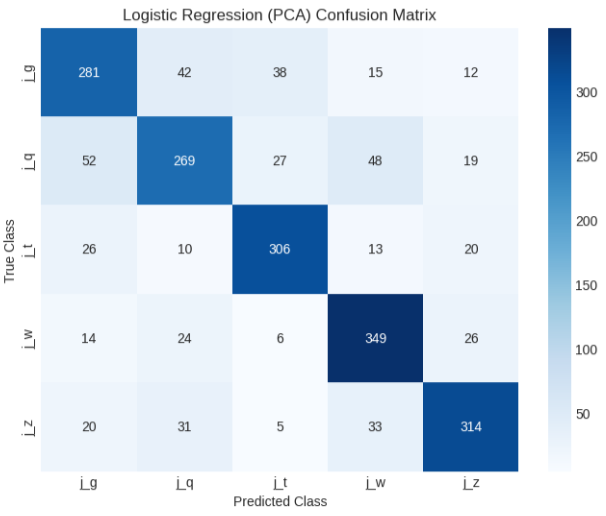 Logistic Regression (PCA) Confusion Matrix
True Class
j_g 281 42 38 15 12
j_q 52 269 27 48 19
j_t 26 10 306 13 20
j_w 14 24 6 349 26
j_z 20 31 5 33 314
j_g j_q j_t j_w j_z
Predicted Class
300
250
200
150
100
50